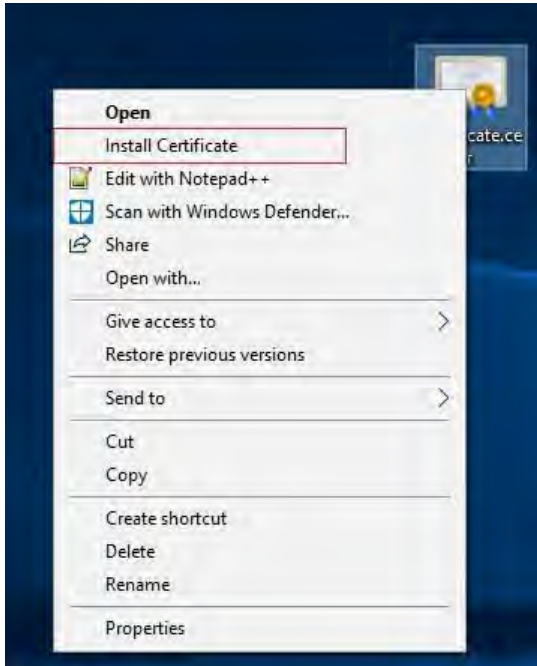 Open
Install Certificate
cate.ce
r
Edit with Notepad++
Scan with Windows Defender...
Share
Open with...
Give access to
Restore previous versions
Send to
Cut
Copy
Create shortcut
Delete
Rename
Properties